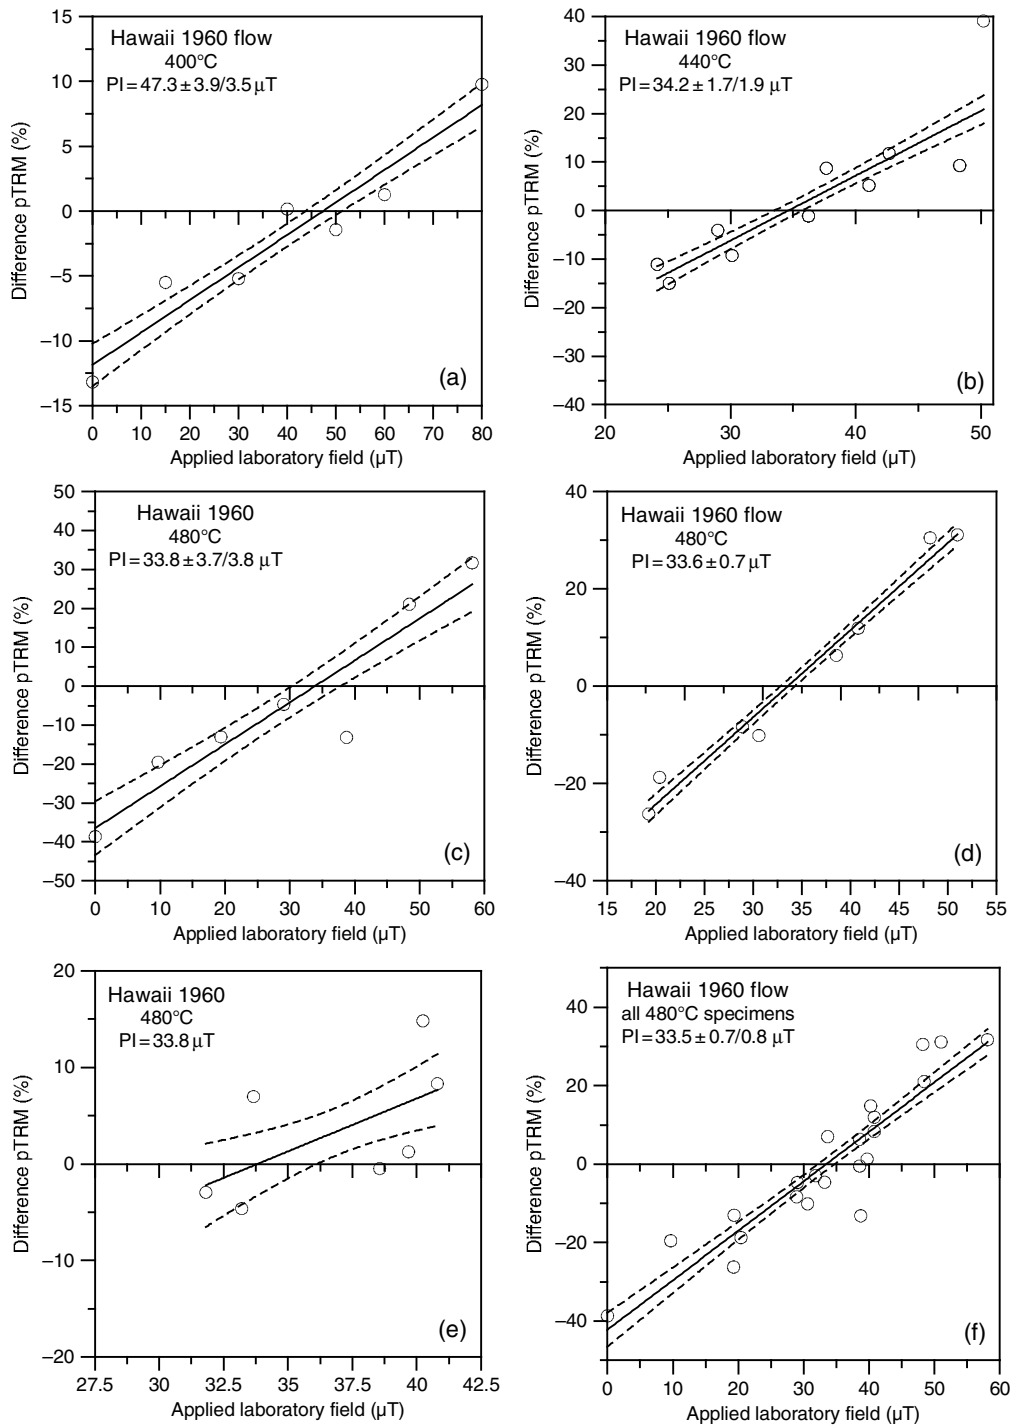 15
10
5
0
–5
–10
–15
Difference pTRM (%)
Hawaii 1960 flow
400°C
PI = 47.3 ± 3.9/3.5 µT
(a)
0 10 20 30 40 50 60 70 80
Applied laboratory field (µT)
40
30
20
10
0
–10
–20
–30
–40
Difference pTRM (%)
Hawaii 1960 flow
440°C
PI = 34.2 ± 1.7/1.9 µT
(b)
20 30 40 50
Applied laboratory field (µT)
50
40
30
20
10
0
–10
–20
–30
–40
–50
Difference pTRM (%)
Hawaii 1960
480°C
PI = 33.8 ± 3.7/3.8 µT
(c)
0 10 20 30 40 50 60
Applied laboratory field (µT)
40
20
0
–20
–40
Difference pTRM (%)
Hawaii 1960 flow
480°C
PI = 33.6 ± 0.7 µT
(d)
15 20 25 30 35 40 45 50 55
Applied laboratory field (µT)
20
10
0
–10
–20
Difference pTRM (%)
Hawaii 1960
480°C
PI = 33.8 µT
(e)
27.5 30 32.5 35 37.5 40 42.5
Applied laboratory field (µT)
40
20
0
–20
–40
Difference pTRM (%)
Hawaii 1960 flow
all 480°C specimens
PI = 33.5 ± 0.7/0.8 µT
(f)
0 10 20 30 40 50 60
Applied laboratory field (µT)